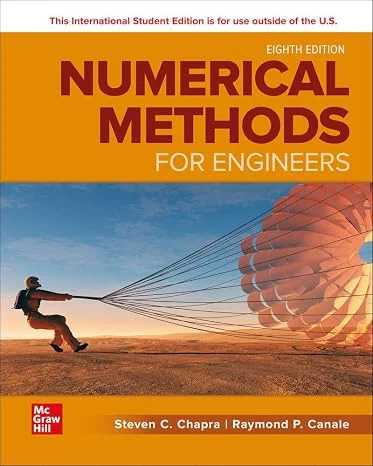 This International Student Edition is for use outside of the U.S.
EIGHTH EDITION
NUMERICAL
METHODS
FOR ENGINEERS
Mc
Graw
Hill
Steven C. Chapra | Raymond P. Canale